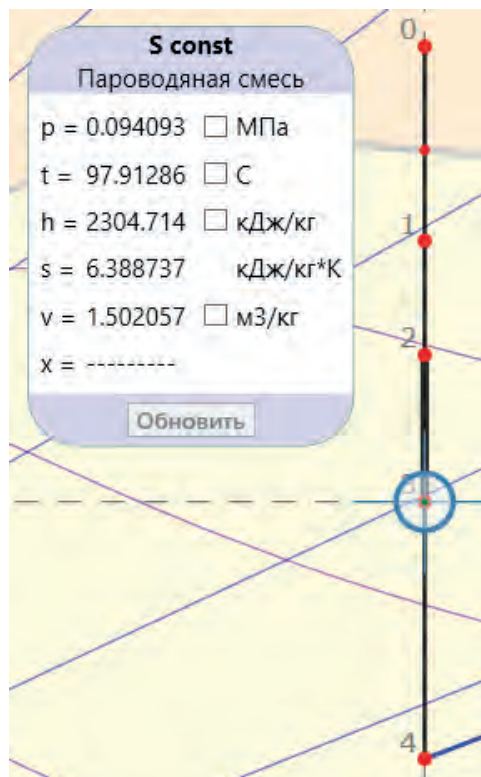 S const
Пароводяная смесь
p = 0.094093 МПа
t = 97.91286 С
h = 2304.714 кДж/кг
s = 6.388737 кДж/кг*К
v = 1.502057 м3/кг
x = ---------
Обновить
0
1
2
3
4